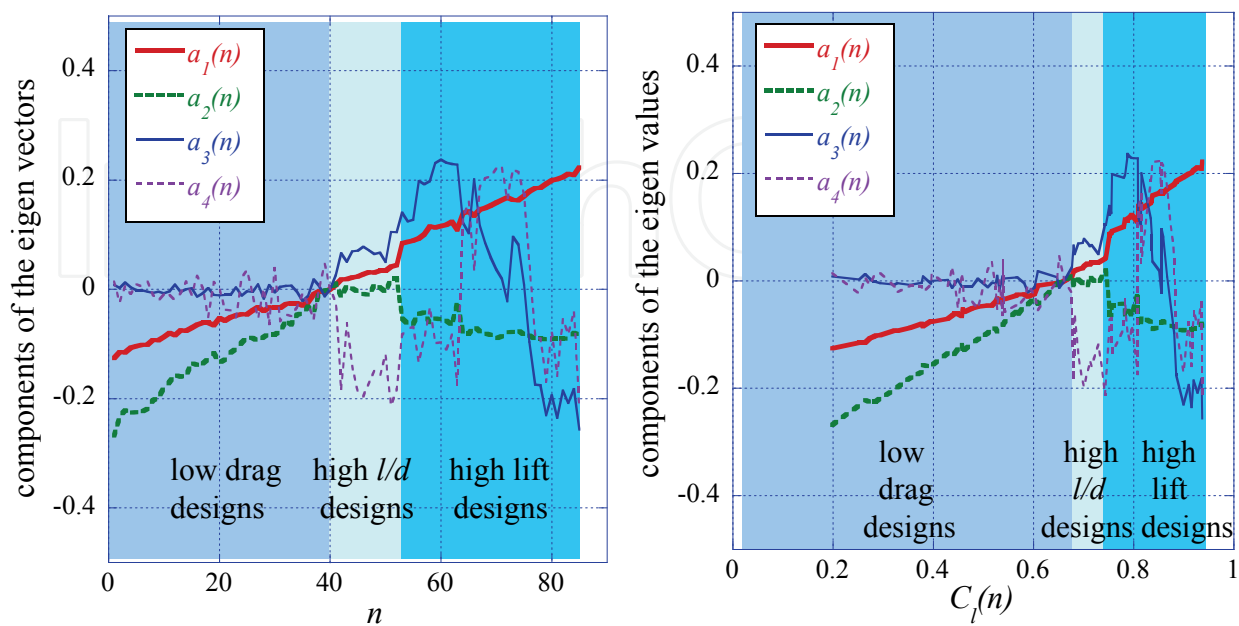 components of the eigen vectors
0.4
0.2
0
-0.2
-0.4
a1(n)
a2(n)
a3(n)
a4(n)
low drag
designs
high l/d
designs
high lift
designs
0
20
40
60
80
n
components of the eigen values
0.4
0.2
0
-0.2
-0.4
a1(n)
a2(n)
a3(n)
a4(n)
low
drag
designs
high
l/d
designs
high
lift
designs
0
0.2
0.4
0.6
0.8
1
Cl(n)